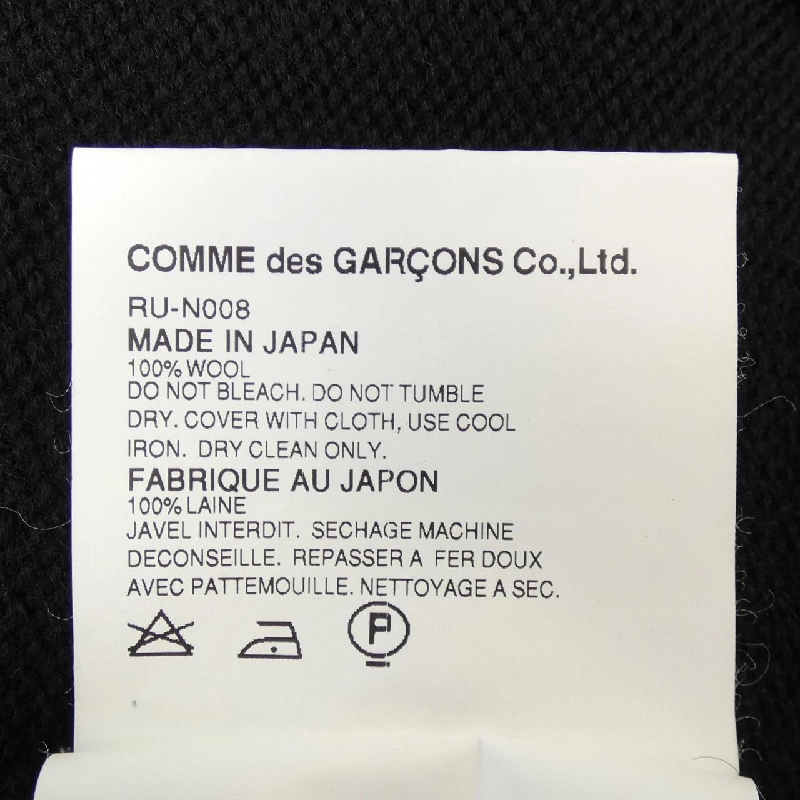 COMME des GARÇONS Co.,Ltd.
RU-N008
MADE IN JAPAN
100% WOOL
DO NOT BLEACH. DO NOT TUMBLE
DRY. COVER WITH CLOTH, USE COOL
IRON. DRY CLEAN ONLY.
FABRIQUE AU JAPON
100% LAINE
JAVEL INTERDIT. SECHAGE MACHINE
DECONSEILLE. REPASSER A FER DOUX
AVEC PATTEMOUILLE. NETTOYAGE A SEC.
P